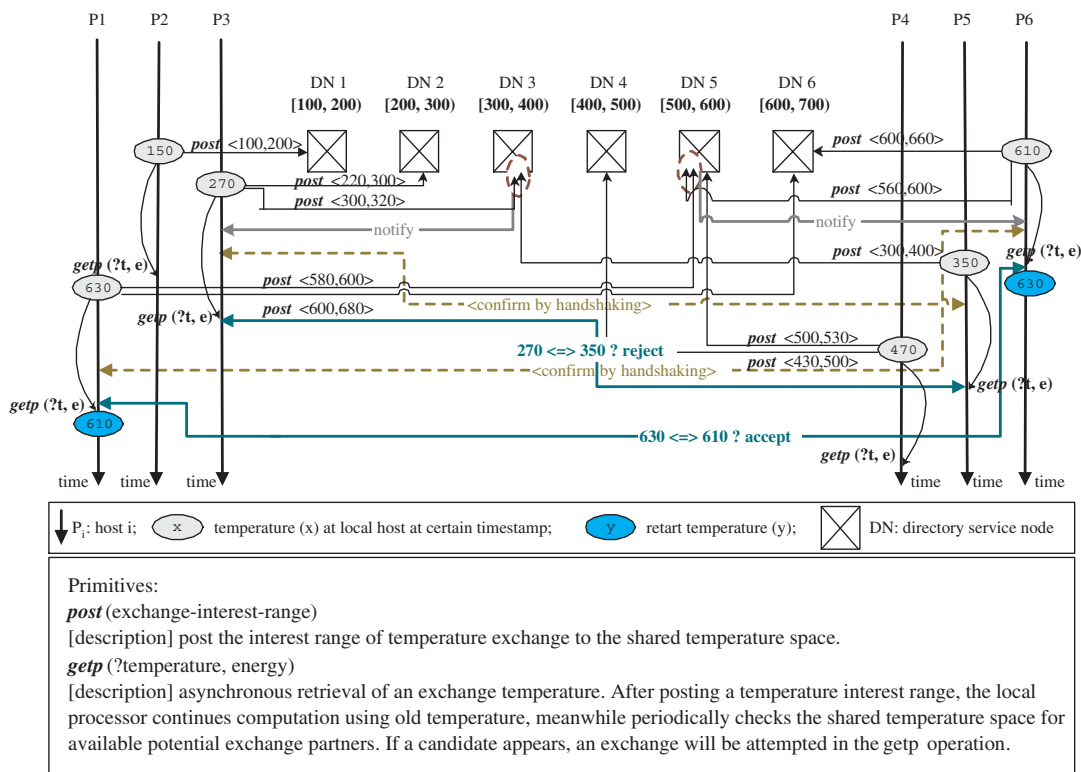 P1 P2 P3 P4 P5 P6
DN 1 DN 2 DN 3 DN 4 DN 5 DN 6
[100, 200) [200, 300) [300, 400) [400, 500) [500, 600) [600, 700)
150 post <100,200> post <600,660> 610
270 post <220,300> post <560,600>
post <300,320>
notify notify
getp (?t, e) post <300,400> 350 getp (?t, e)
630 post <580,600> 630
<confirm by handshaking>
getp (?t, e) post <600,680>
post <500,530>
270 <=> 350 ? reject 470
post <430,500>
<confirm by handshaking>
getp (?t, e)
getp (?t, e)
610
630 <=> 610 ? accept
getp (?t, e)
time time time time time time
Pi: host i; x temperature (x) at local host at certain timestamp; y retart temperature (y); DN: directory service node
Primitives:
post (exchange-interest-range)
[description] post the interest range of temperature exchange to the shared temperature space.
getp (?temperature, energy)
[description] asynchronous retrieval of an exchange temperature. After posting a temperature interest range, the local
processor continues computation using old temperature, meanwhile periodically checks the shared temperature space for
available potential exchange partners. If a candidate appears, an exchange will be attempted in the getp operation.